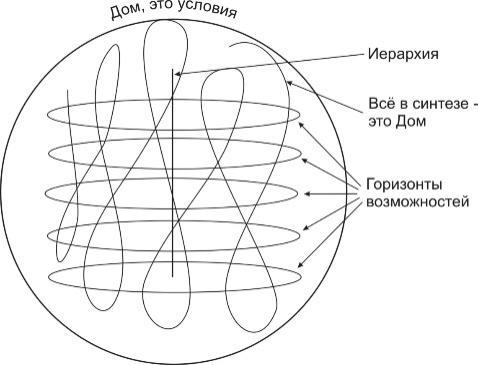 Дом, это условия
Иерархия
Всё в синтезе -
это Дом
Горизонты
возможностей